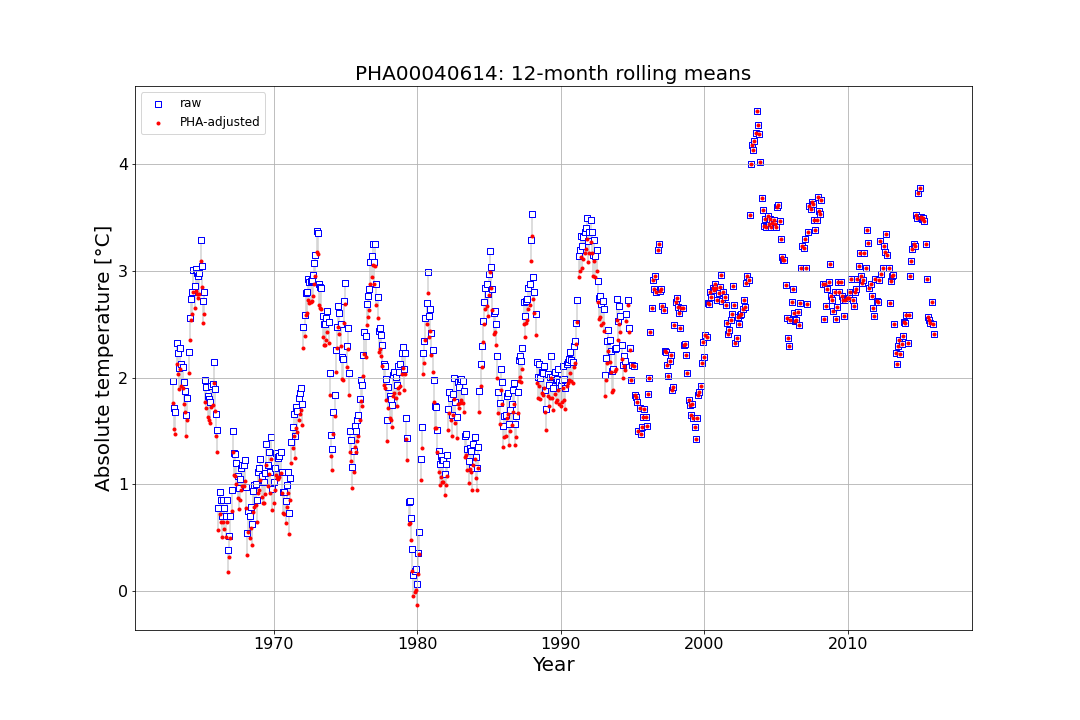 PHA00040614: 12-month rolling means
raw
PHA-adjusted
Absolute temperature [°C]
4
3
2
1
0
1970
1980
1990
2000
2010
Year